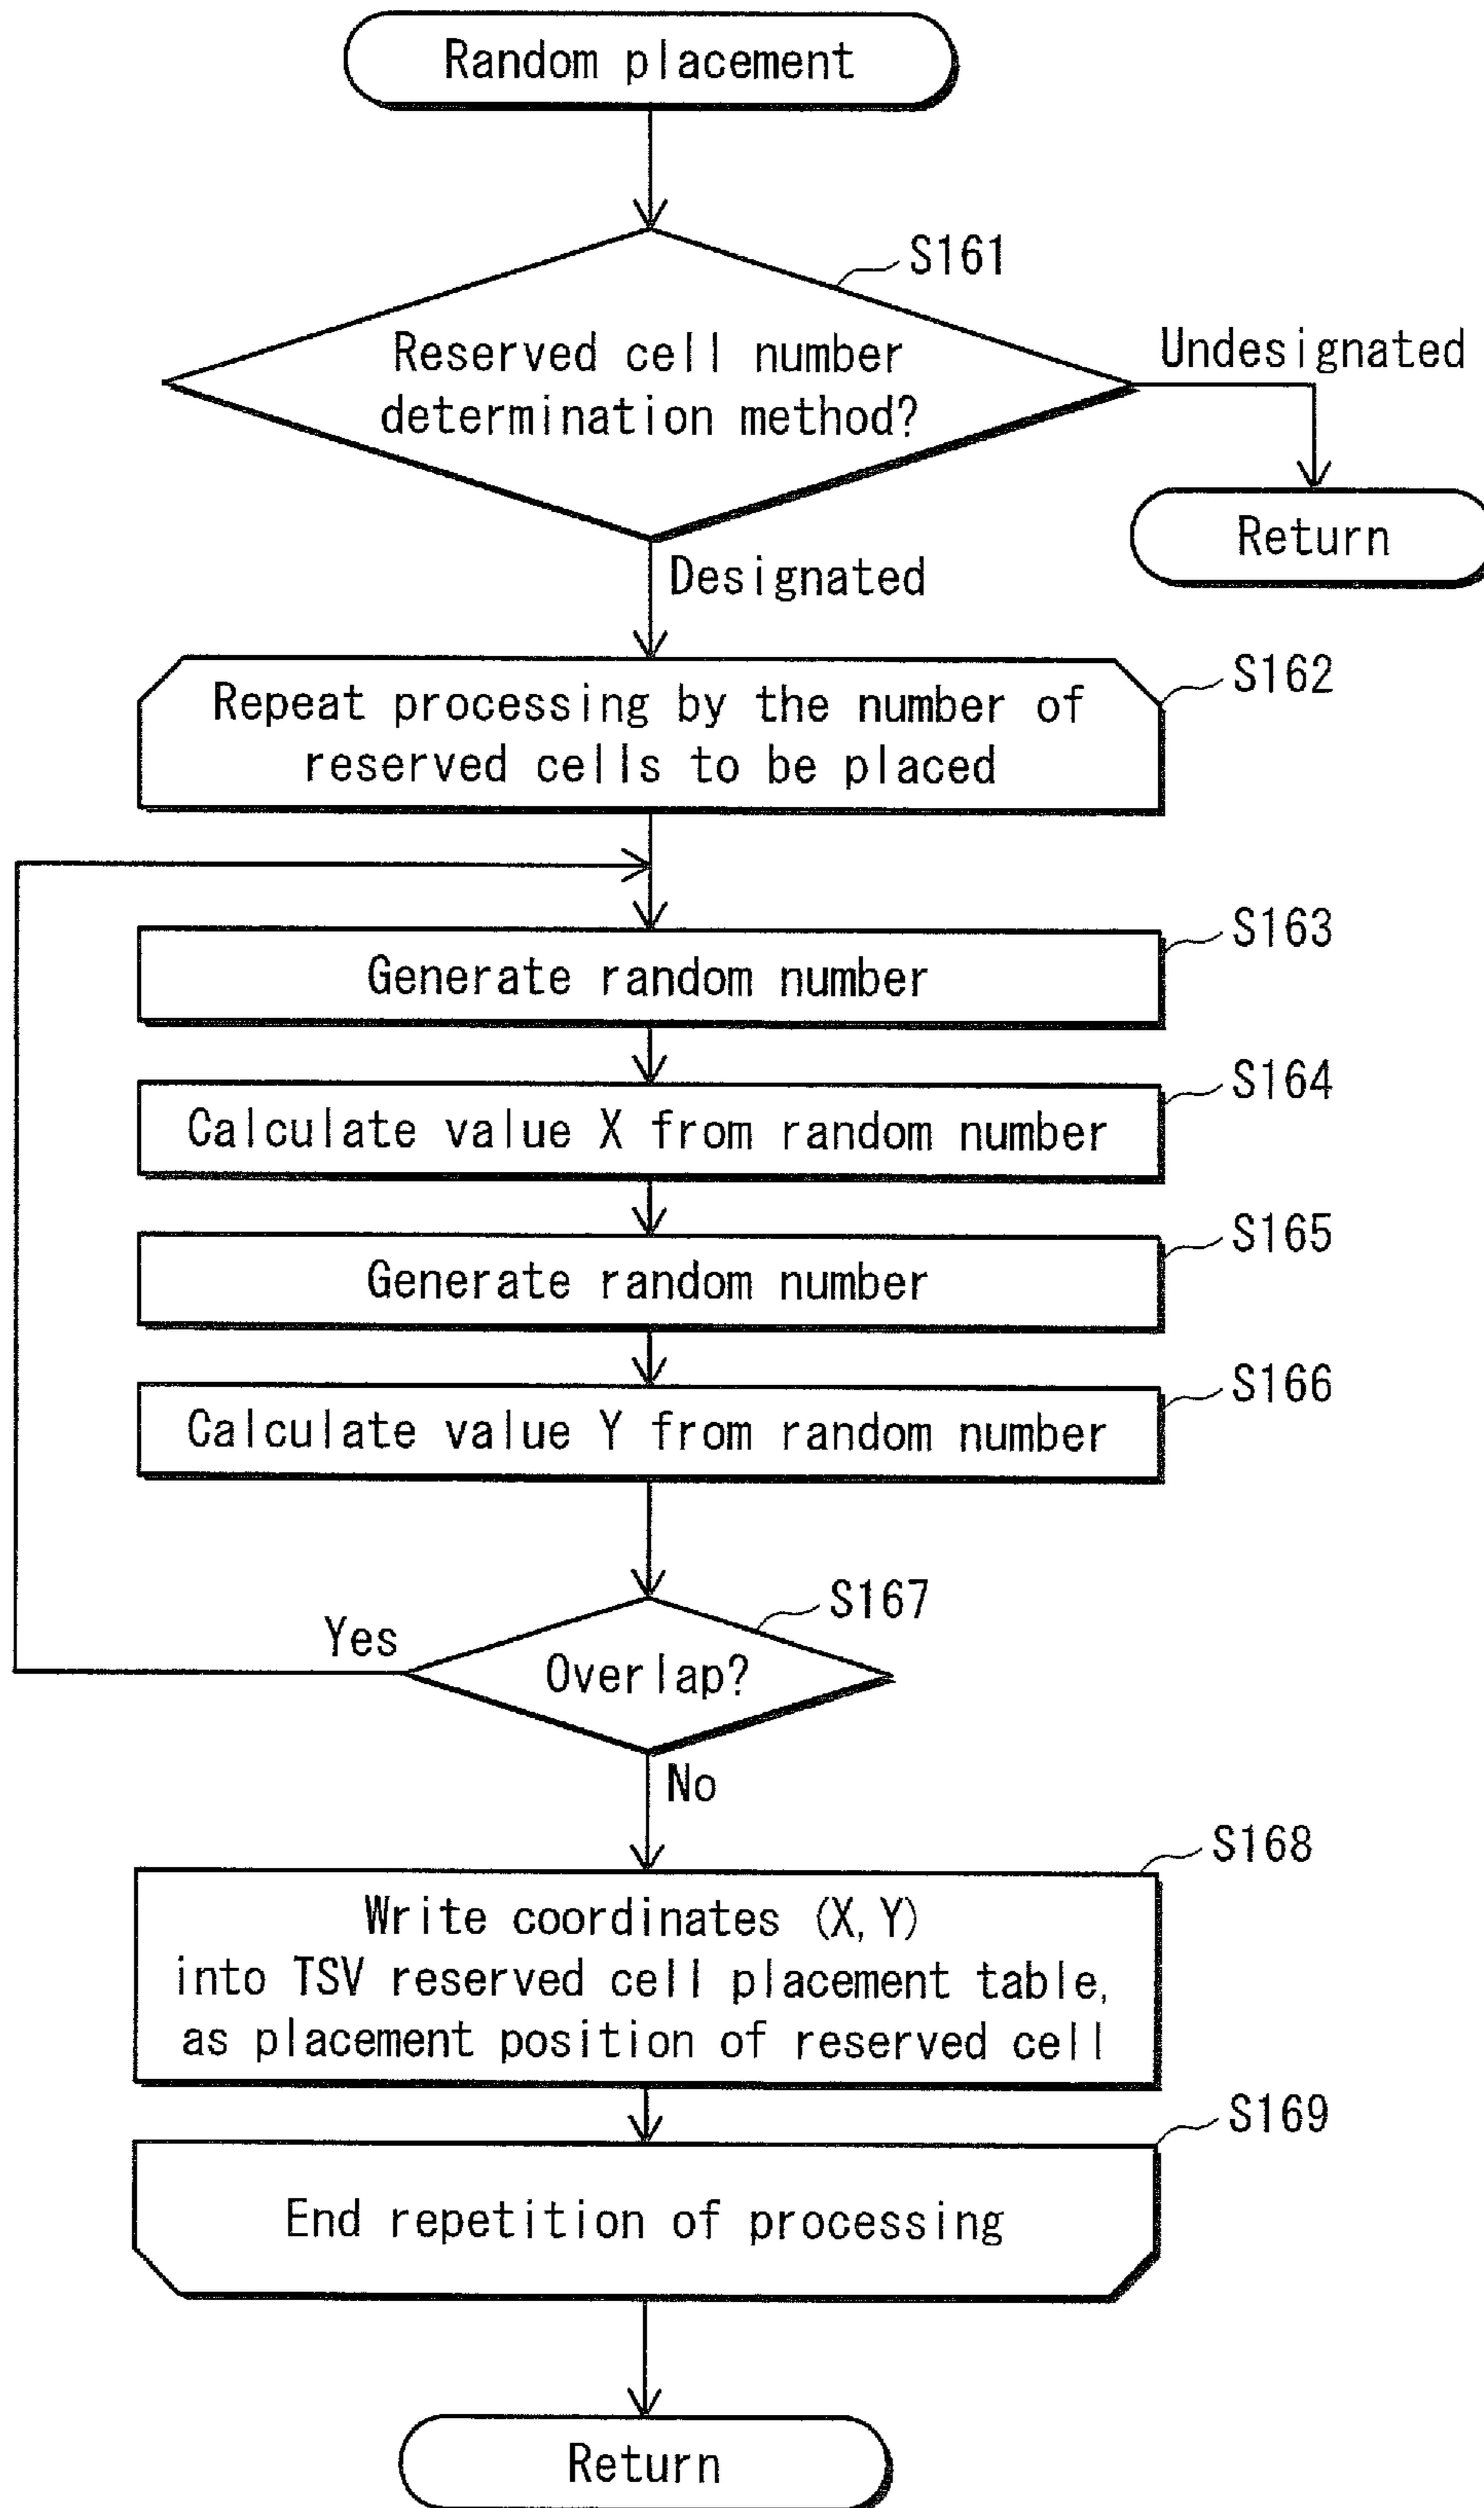 Random placement
S161
Reserved cell number
determination method?
Undesignated
Return
Designated
S162
Repeat processing by the number of
reserved cells to be placed
S163
Generate random number
S164
Calculate value X from random number
S165
Generate random number
S166
Calculate value Y from random number
S167
Yes
Overlap?
No
S168
Write coordinates (X, Y)
into TSV reserved cell placement table,
as placement position of reserved cell
S169
End repetition of processing
Return